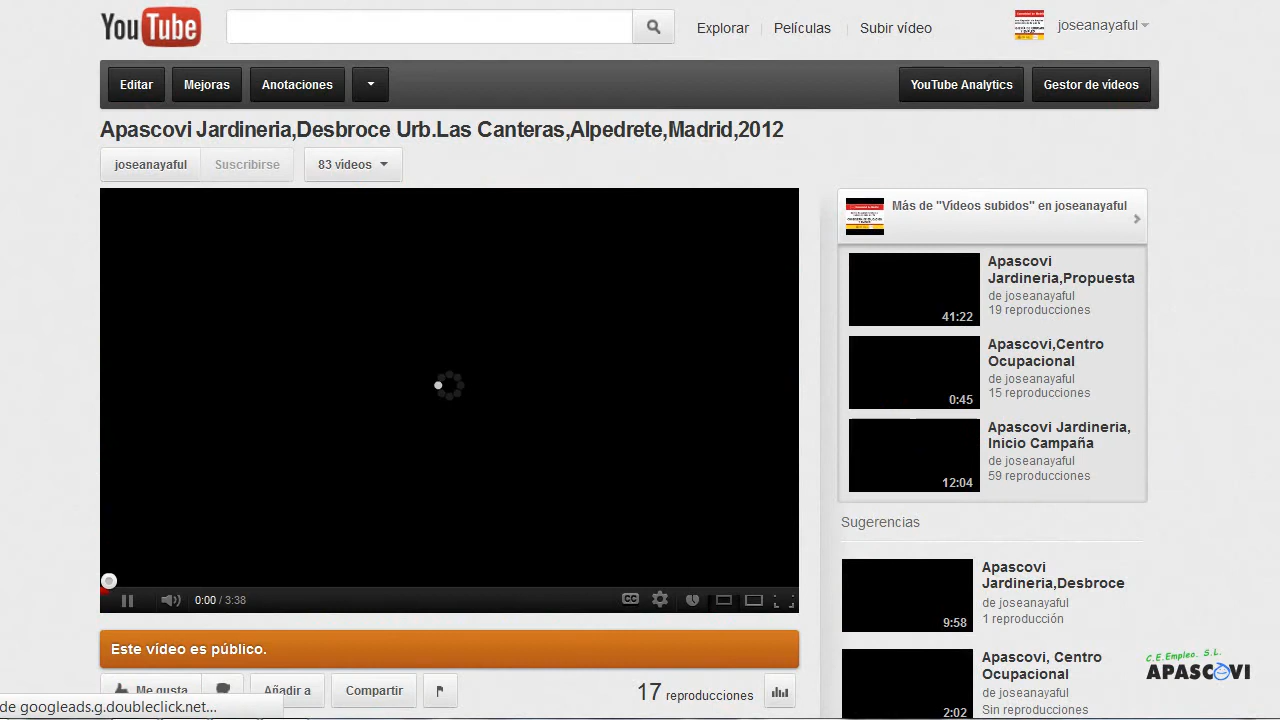 YouTube
Explorar
Películas
Subir vídeo
joseanayaful
Editar
Mejoras
Anotaciones
YouTube Analytics
Gestor de vídeos
Apascovi Jardineria,Desbroce Urb.Las Canteras,Alpedrete,Madrid,2012
joseanayaful
Suscribirse
83 vídeos
Más de "Vídeos subidos" en joseanayaful
Apascovi
Jardineria,Propuesta
de joseanayaful
19 reproducciones
41:22
Apascovi,Centro
Ocupacional
de joseanayaful
15 reproducciones
0:45
Apascovi Jardineria,
Inicio Campaña
de joseanayaful
59 reproducciones
12:04
Sugerencias
Apascovi
Jardineria,Desbroce
de joseanayaful
1 reproducción
9:58
Apascovi, Centro
Ocupacional
de joseanayaful
Sin reproducciones
2:02
0:00 / 3:38
CC
Este vídeo es público.
Me gusta
Añadir a
Compartir
17 reproducciones
de googleads.g.doubleclick.net...
C.E.Empleo. S.L.
APASCOVI